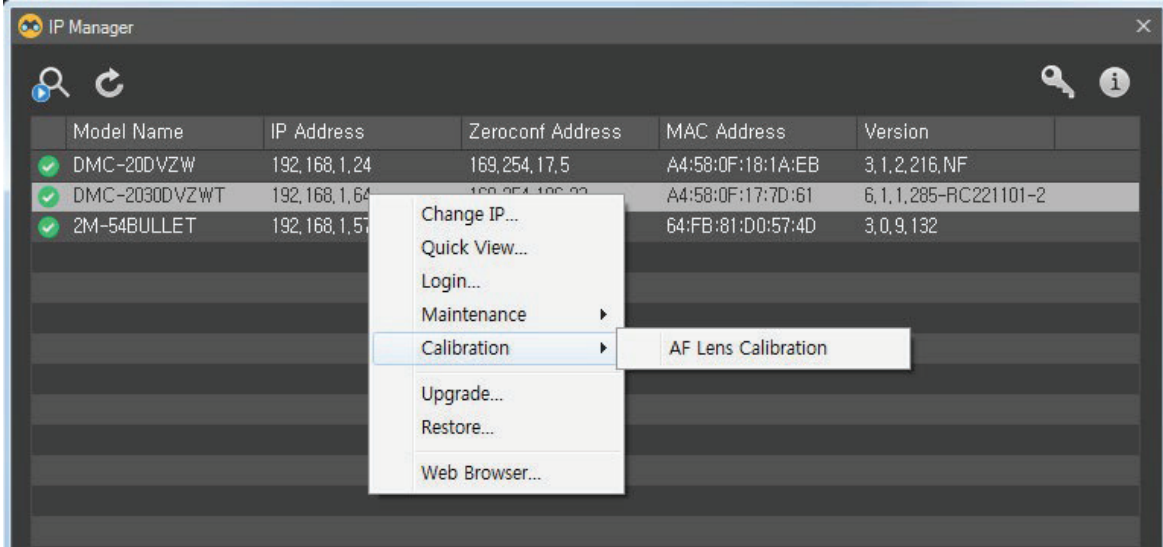 IP Manager
Model Name IP Address Zeroconf Address MAC Address Version
DMC-20DVZW 192,168,1,24 169,254,17,5 A4:58:0F:18:1A:EB 3,1,2,216,NF
DMC-2030DVZWT 192,168,1,64 A4:58:0F:17:7D:61 6,1,1,285-RC221101-2
2M-54BULLET 192,168,1,57 64:FB:81:D0:57:4D 3,0,9,132
Change IP...
Quick View...
Login...
Maintenance
Calibration AF Lens Calibration
Upgrade...
Restore...
Web Browser...